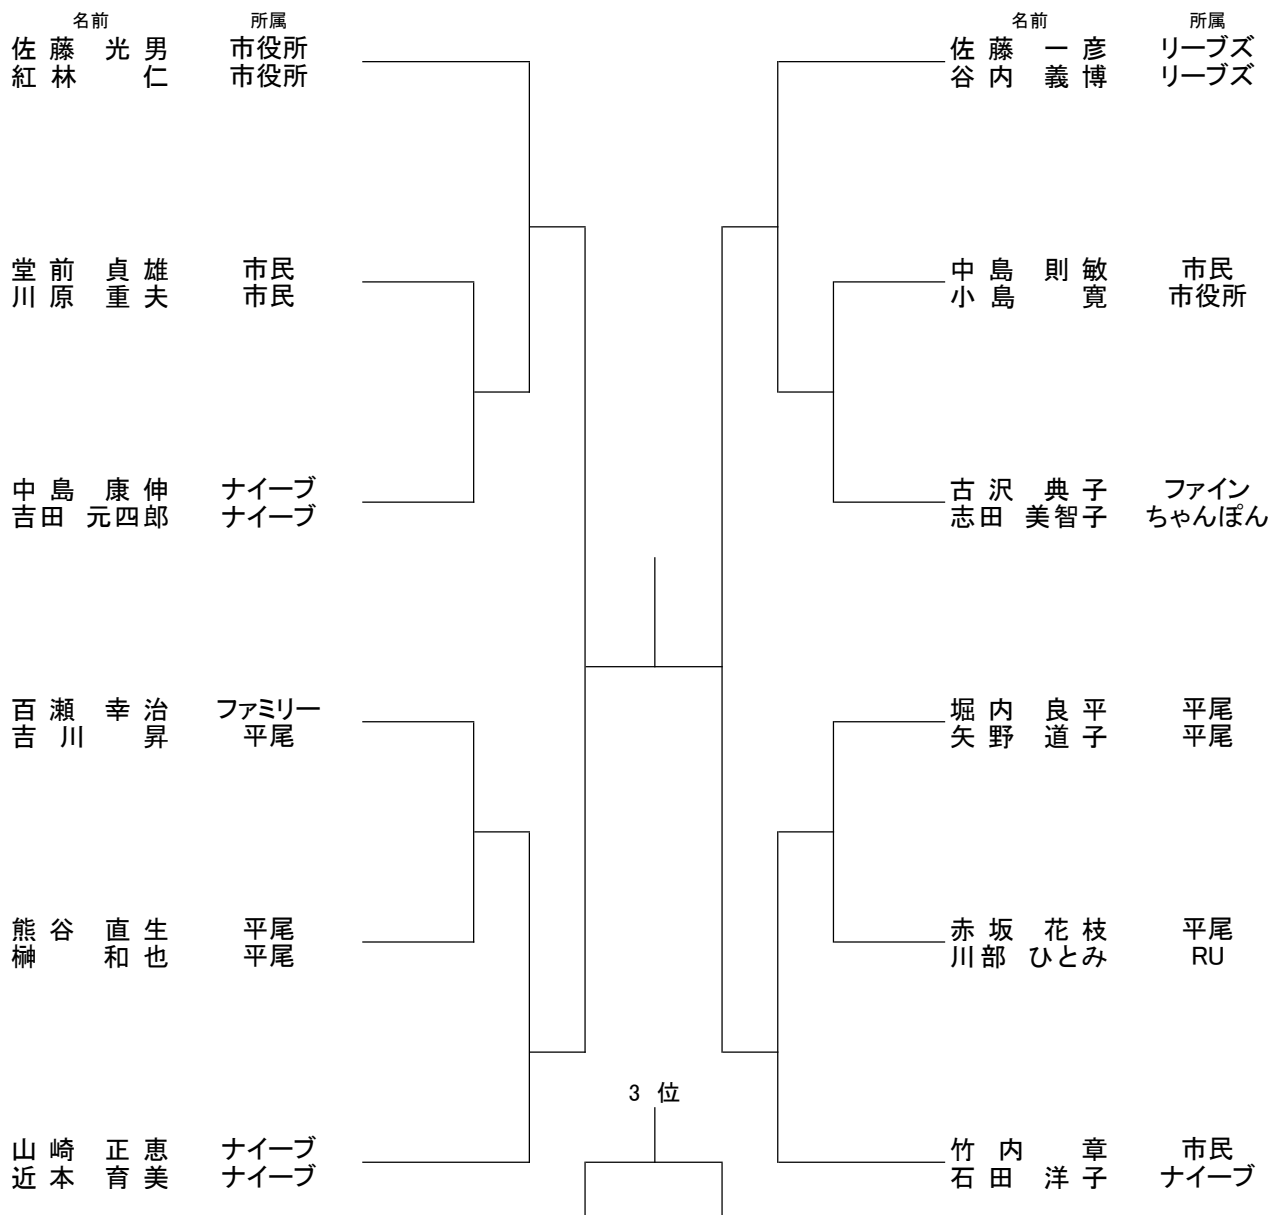 名前 所属
佐藤 光男 市役所
紅林 仁 市役所
堂前 貞雄 市民
川原 重夫 市民
中島 康伸 ナイーブ
吉田 元四郎 ナイーブ
百瀬 幸治 ファミリー
吉川 昇 平尾
熊谷 直生 平尾
榊 和也 平尾
山崎 正恵 ナイーブ
近本 育美 ナイーブ
3 位
名前 所属
佐藤 一彦 リーブズ
谷内 義博 リーブズ
中島 則敏 市民
小島 寛 市役所
古沢 典子 ファイン
志田 美智子 ちゃんぽん
堀内 良平 平尾
矢野 道子 平尾
赤坂 花枝 平尾
川部 ひとみ RU
竹内 章 市民
石田 洋子 ナイーブ